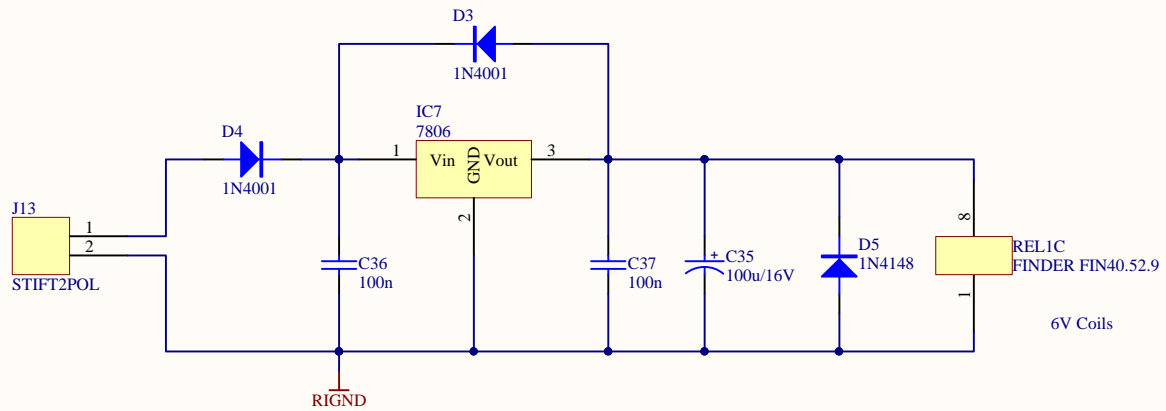 D3
1N4001
IC7
7806
D4
1N4001
1
Vin
GND
Vout
3
2
J13
1
2
STIFT2POL
C36
100n
C37
100n
+
C35
100u/16V
D5
1N4148
8
REL1C
FINDER FIN40.52.9
1
6V Coils
RIGND